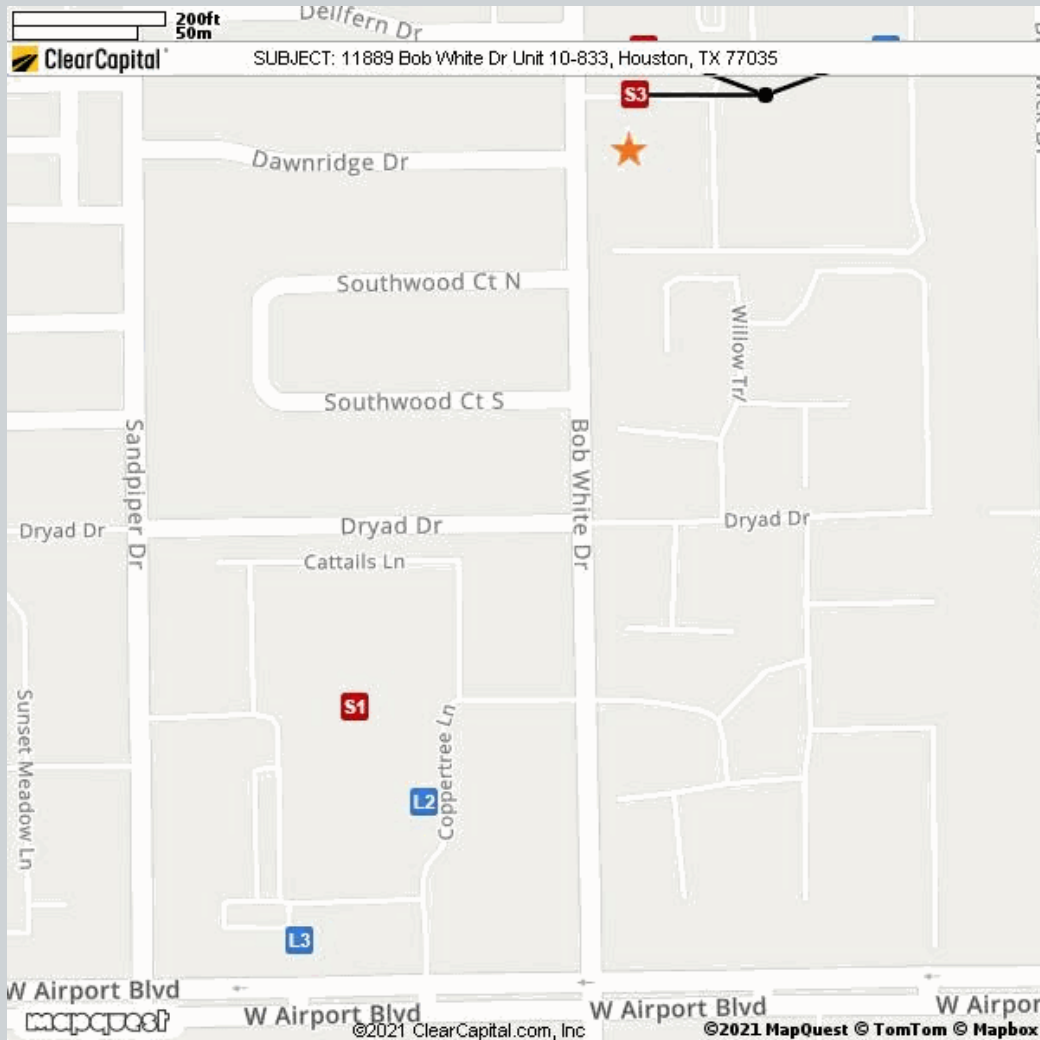 200ft
50m
Dellfern Dr
ClearCapital
SUBJECT: 11889 Bob White Dr Unit 10-833, Houston, TX 77035
S3
Dawnridge Dr
Southwood Ct N
Willow Tr
Southwood Ct S
Sandpiper Dr
Bob White Dr
Dryad Dr
Dryad Dr
Dryad Dr
Cattails Ln
Sunset Meadow Ln
S1
Coppertree Ln
L2
L3
W Airport Blvd
W Airport Blvd
W Airport Blvd
W Airpor
mapquest
©2021 ClearCapital.com, Inc
©2021 MapQuest © TomTom © Mapbox